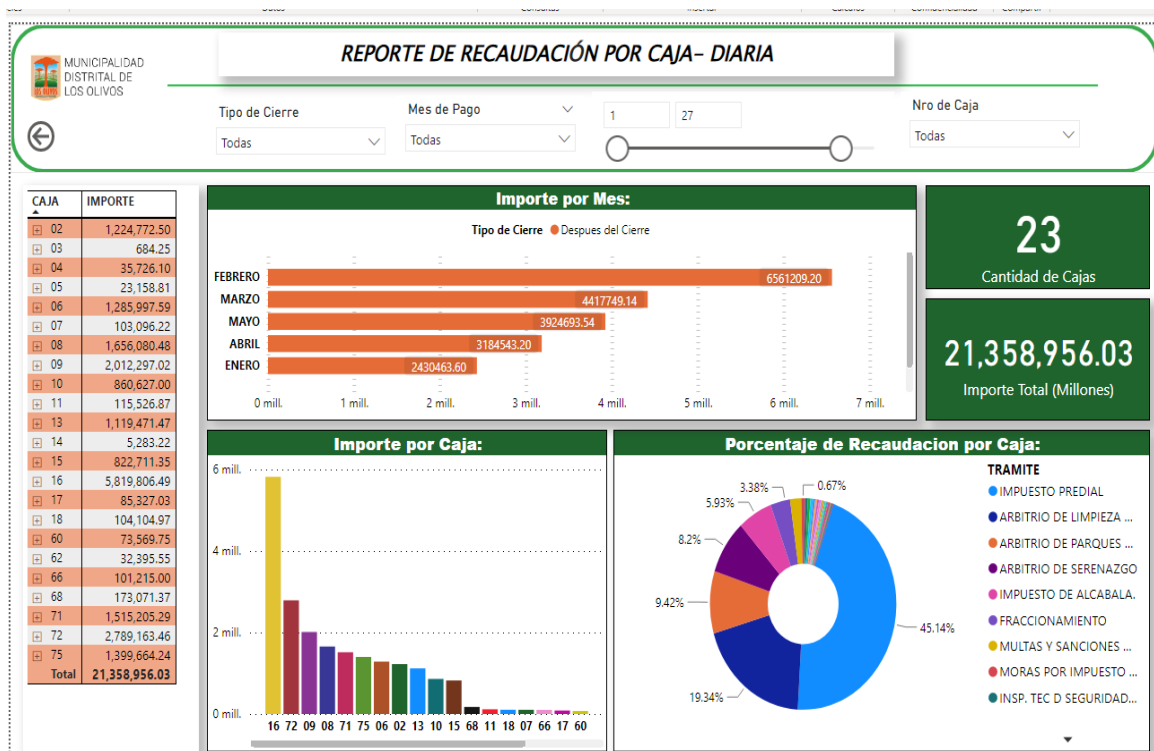 Datos
Consultas
Insertar
Cálculos
Confidencialidad
Compartir
MUNICIPALIDAD
DISTRITAL DE
LOS OLIVOS
REPORTE DE RECAUDACIÓN POR CAJA– DIARIA
Tipo de Cierre
Todas
Mes de Pago
Todas
1
27
Nro de Caja
Todas
CAJA IMPORTE
02 1,224,772.50
03 684.25
04 35,726.10
05 23,158.81
06 1,285,997.59
07 103,096.22
08 1,656,080.48
09 2,012,297.02
10 860,627.00
11 115,526.87
13 1,119,471.47
14 5,283.22
15 822,711.35
16 5,819,806.49
17 85,327.03
18 104,104.97
60 73,569.75
62 32,395.55
66 101,215.00
68 173,071.37
71 1,515,205.29
72 2,789,163.46
75 1,399,664.24
Total 21,358,956.03
Importe por Mes:
Tipo de Cierre Despues del Cierre
FEBRERO 6561209.20
MARZO 4417749.14
MAYO 3924693.54
ABRIL 3184543.20
ENERO 2430463.60
0 mill. 1 mill. 2 mill. 3 mill. 4 mill. 5 mill. 6 mill. 7 mill.
23
Cantidad de Cajas
21,358,956.03
Importe Total (Millones)
Importe por Caja:
6 mill.
4 mill.
2 mill.
0 mill.
16 72 09 08 71 75 06 02 13 10 15 68 11 18 07 66 17 60
Porcentaje de Recaudacion por Caja:
0.67%
3.38%
5.93%
8.2%
9.42%
19.34%
45.14%
TRAMITE
IMPUESTO PREDIAL
ARBITRIO DE LIMPIEZA ...
ARBITRIO DE PARQUES ...
ARBITRIO DE SERENAZGO
IMPUESTO DE ALCABALA.
FRACCIONAMIENTO
MULTAS Y SANCIONES ...
MORAS POR IMPUESTO ...
INSP. TEC D SEGURIDAD...